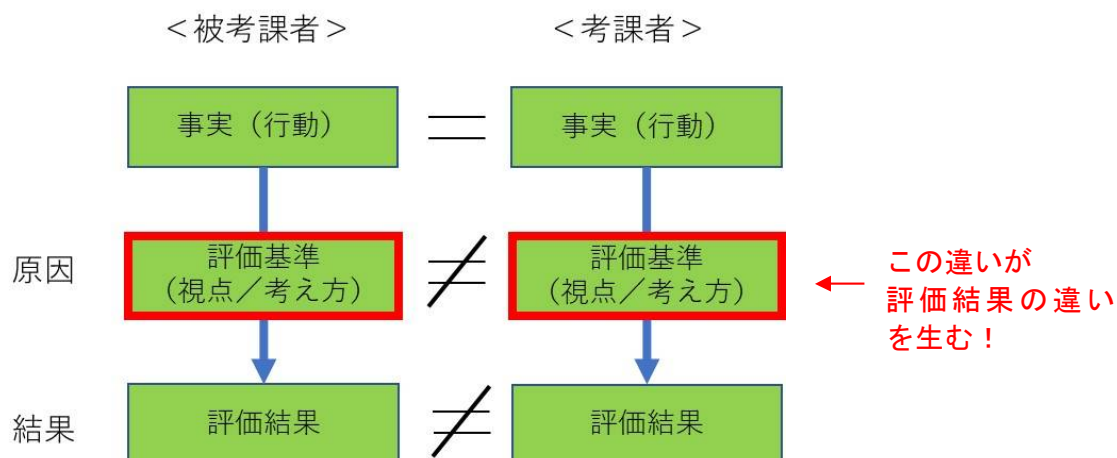 ＜被考課者＞
＜考課者＞
事実（行動）
＝
事実（行動）
原因
評価基準
（視点／考え方）
≠
評価基準
（視点／考え方）
この違いが
評価結果の違い
を生む！
結果
評価結果
≠
評価結果